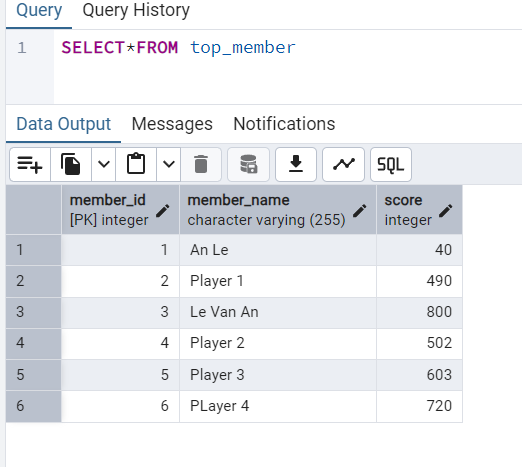 Query Query History
1 SELECT*FROM top_member
Data Output Messages Notifications
SQL
member_id member_name score
[PK] integer character varying (255) integer
1 1 An Le 40
2 2 Player 1 490
3 3 Le Van An 800
4 4 Player 2 502
5 5 Player 3 603
6 6 PLayer 4 720